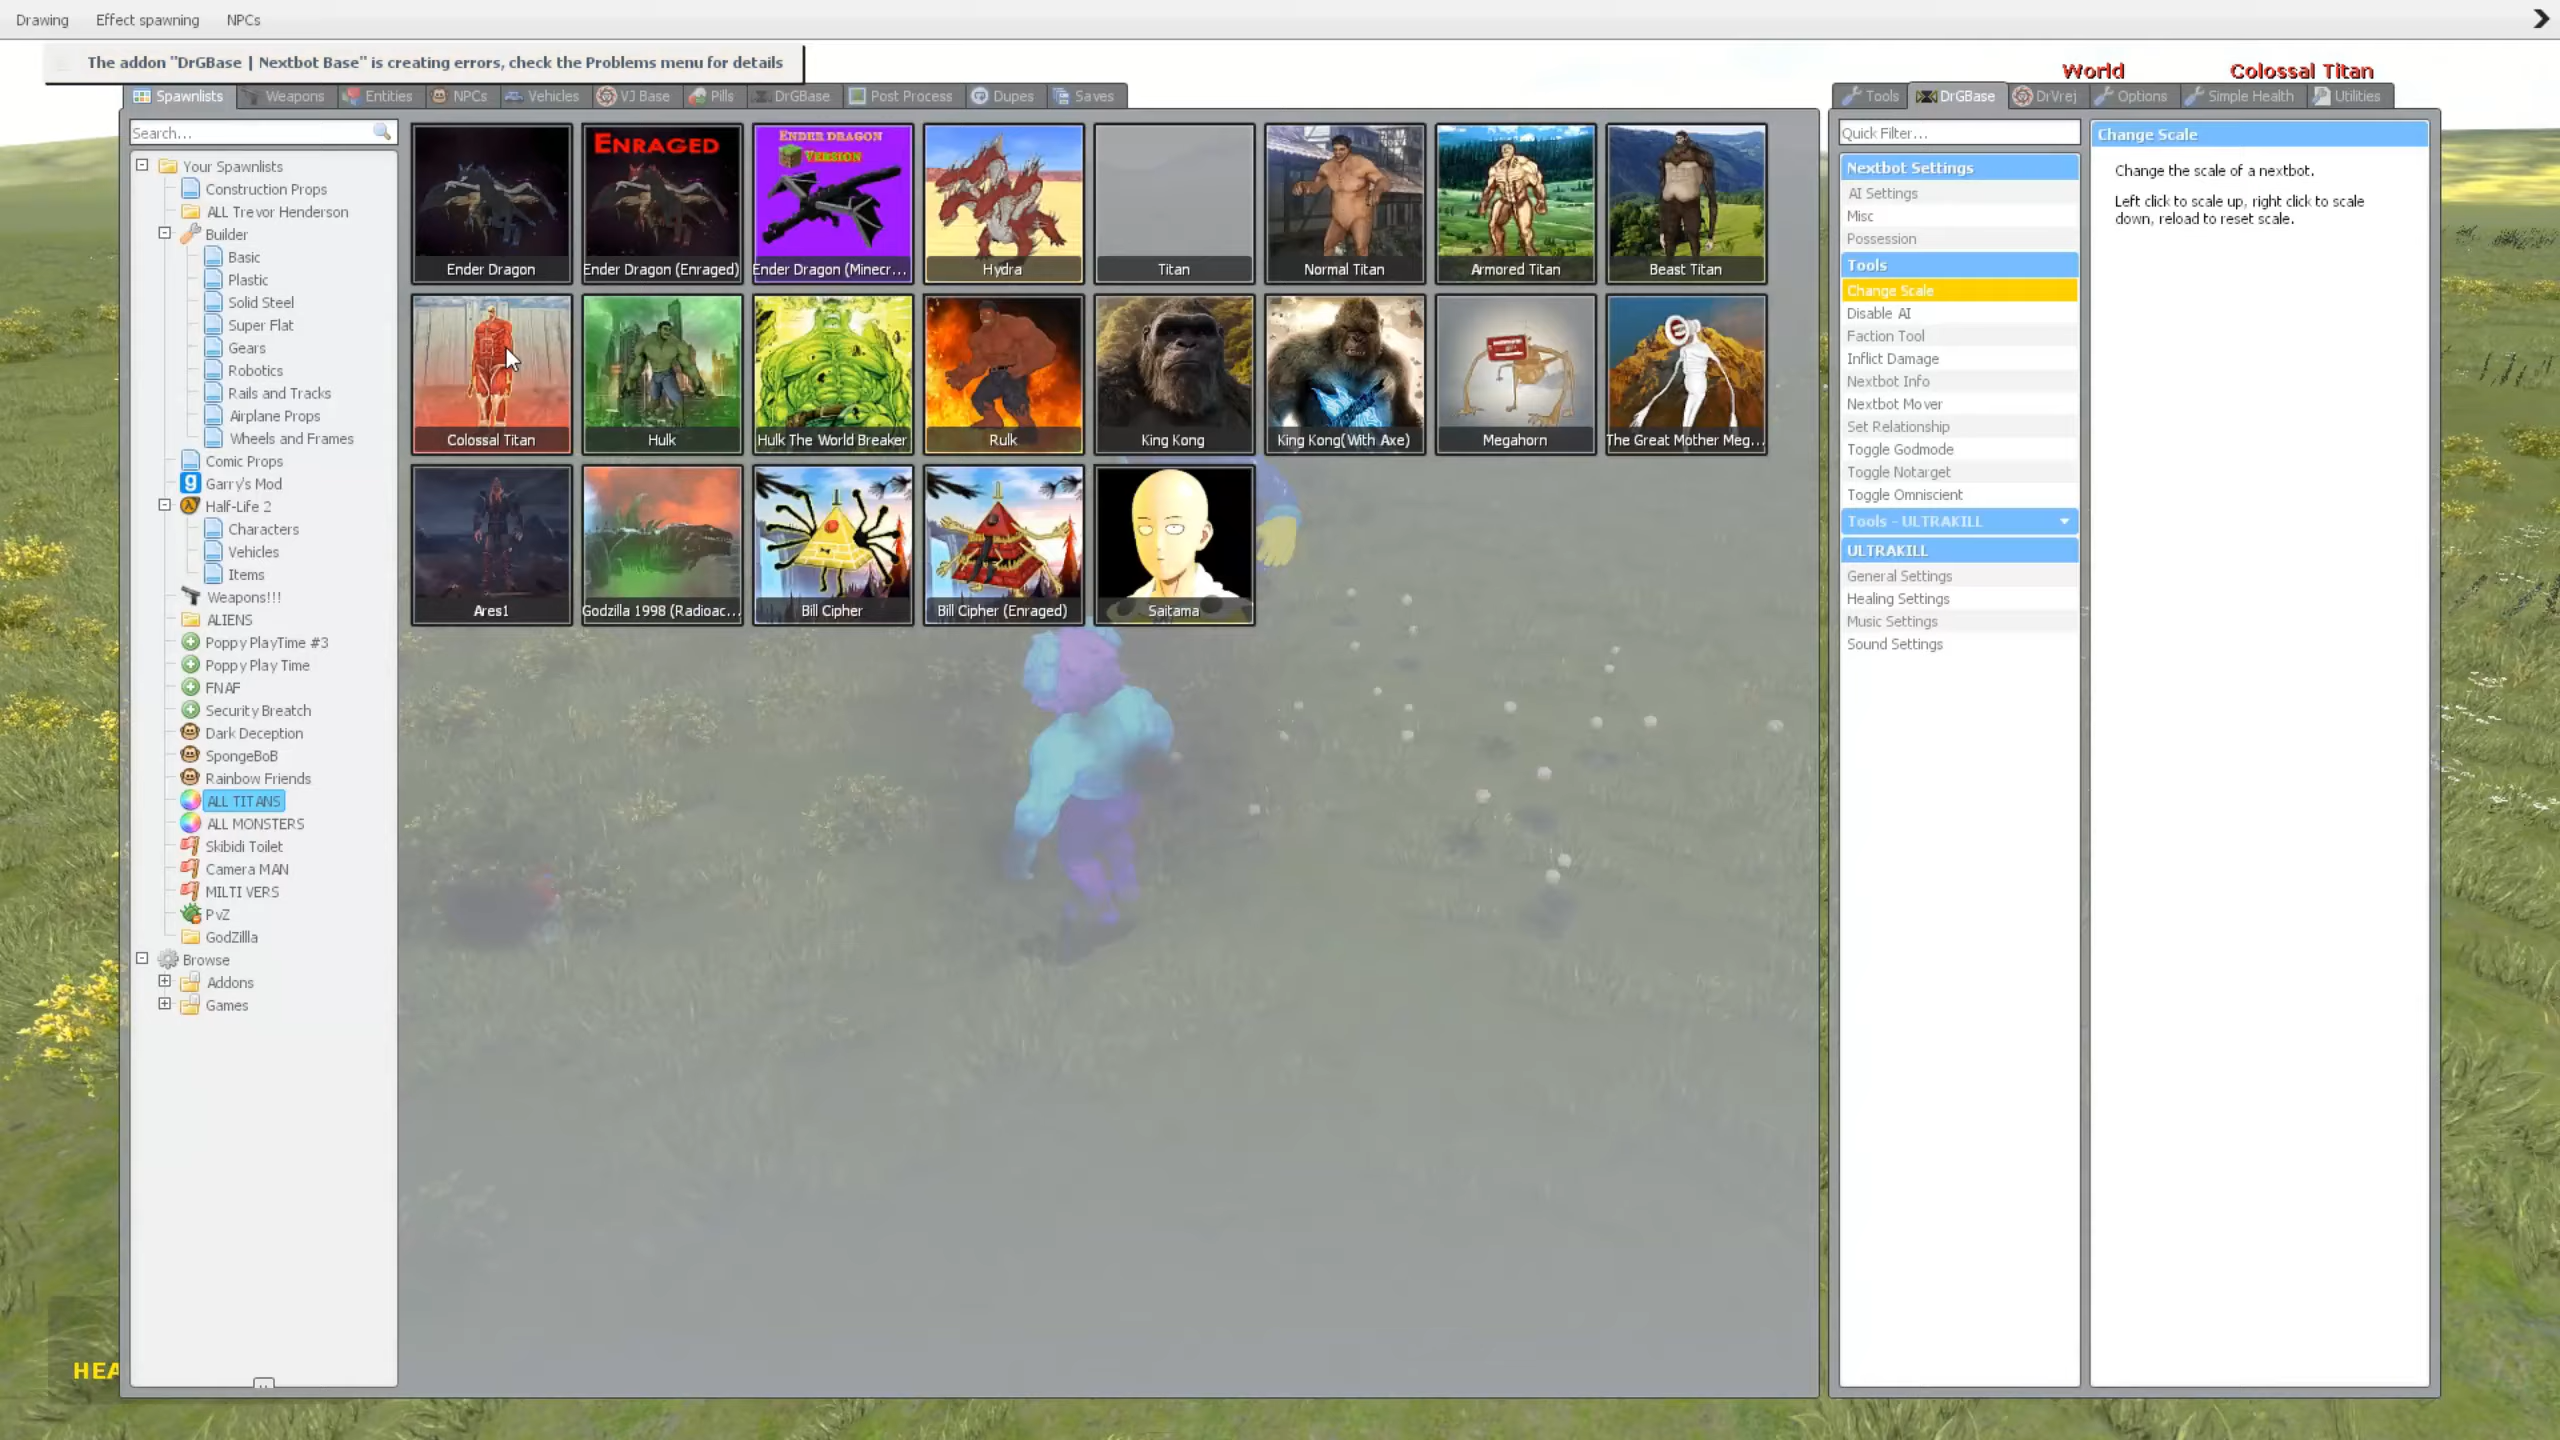 Drawing Effect spawning NPCs
The addon "DrGBase | Nextbot Base" is creating errors, check the Problems menu for details
World Colossal Titan
Spawnlists Weapons Entities NPCs Vehicles VJ Base Pills DrGBase Post Process Dupes Saves
Tools DrGBase DrVrej Options Simple Health Utilities
Search...
Your Spawnlists
Construction Props
ALL Trevor Henderson
Builder
Basic
Plastic
Solid Steel
Super Flat
Gears
Robotics
Rails and Tracks
Airplane Props
Wheels and Frames
Comic Props
Garry's Mod
Half-Life 2
Characters
Vehicles
Items
Weapons!!!
ALIENS
Poppy PlayTime #3
Poppy Play Time
FNAF
Security Breatch
Dark Deception
SpongeBoB
Rainbow Friends
ALL TITANS
ALL MONSTERS
Skibidi Toilet
Camera MAN
MILTI VERS
PvZ
GodZillla
Browse
Addons
Games
HEA
ENRAGED
ENDER DRAGON
VERSION
Ender Dragon Ender Dragon (Enraged) Ender Dragon (Minecr... Hydra Titan Normal Titan Armored Titan Beast Titan
Colossal Titan Hulk Hulk The World Breaker Rulk King Kong King Kong(With Axe) Megahorn The Great Mother Meg...
Ares1 Godzilla 1998 (Radioac... Bill Cipher Bill Cipher (Enraged) Saitama
Quick Filter...
Nextbot Settings
AI Settings
Misc
Possession
Tools
Change Scale
Disable AI
Faction Tool
Inflict Damage
Nextbot Info
Nextbot Mover
Set Relationship
Toggle Godmode
Toggle Notarget
Toggle Omniscient
Tools - ULTRAKILL
ULTRAKILL
General Settings
Healing Settings
Music Settings
Sound Settings
Change Scale
Change the scale of a nextbot.
Left click to scale up, right click to scale
down, reload to reset scale.